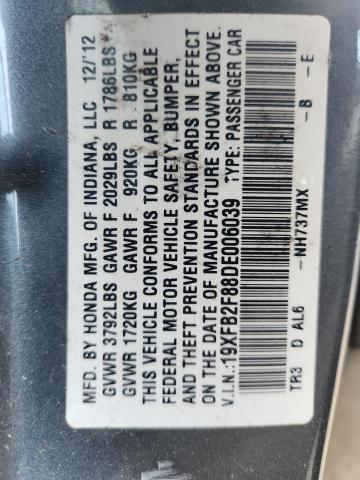 MFD. BY HONDA MFG. OF INDIANA, LLC 12/12
GVWR 3792LBS GAWR F 2029LBS R 1786LBS
GVWR 1720KG GAWR F 920KG R 810KG
THIS VEHICLE CONFORMS TO ALL APPLICABLE
FEDERAL MOTOR VEHICLE SAFETY, BUMPER,
AND THEFT PREVENTION STANDARDS IN EFFECT
ON THE DATE OF MANUFACTURE SHOWN ABOVE.
V.I.N.:19XFB2F88DE006039 TYPE: PASSENGER CAR
TR3 D AL6 -NH737MX -B -E